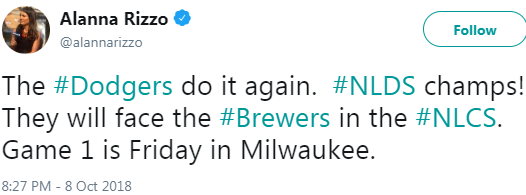 Alanna Rizzo
@alannarizzo
Follow
The #Dodgers do it again. #NLDS champs!
They will face the #Brewers in the #NLCS.
Game 1 is Friday in Milwaukee.
8:27 PM - 8 Oct 2018